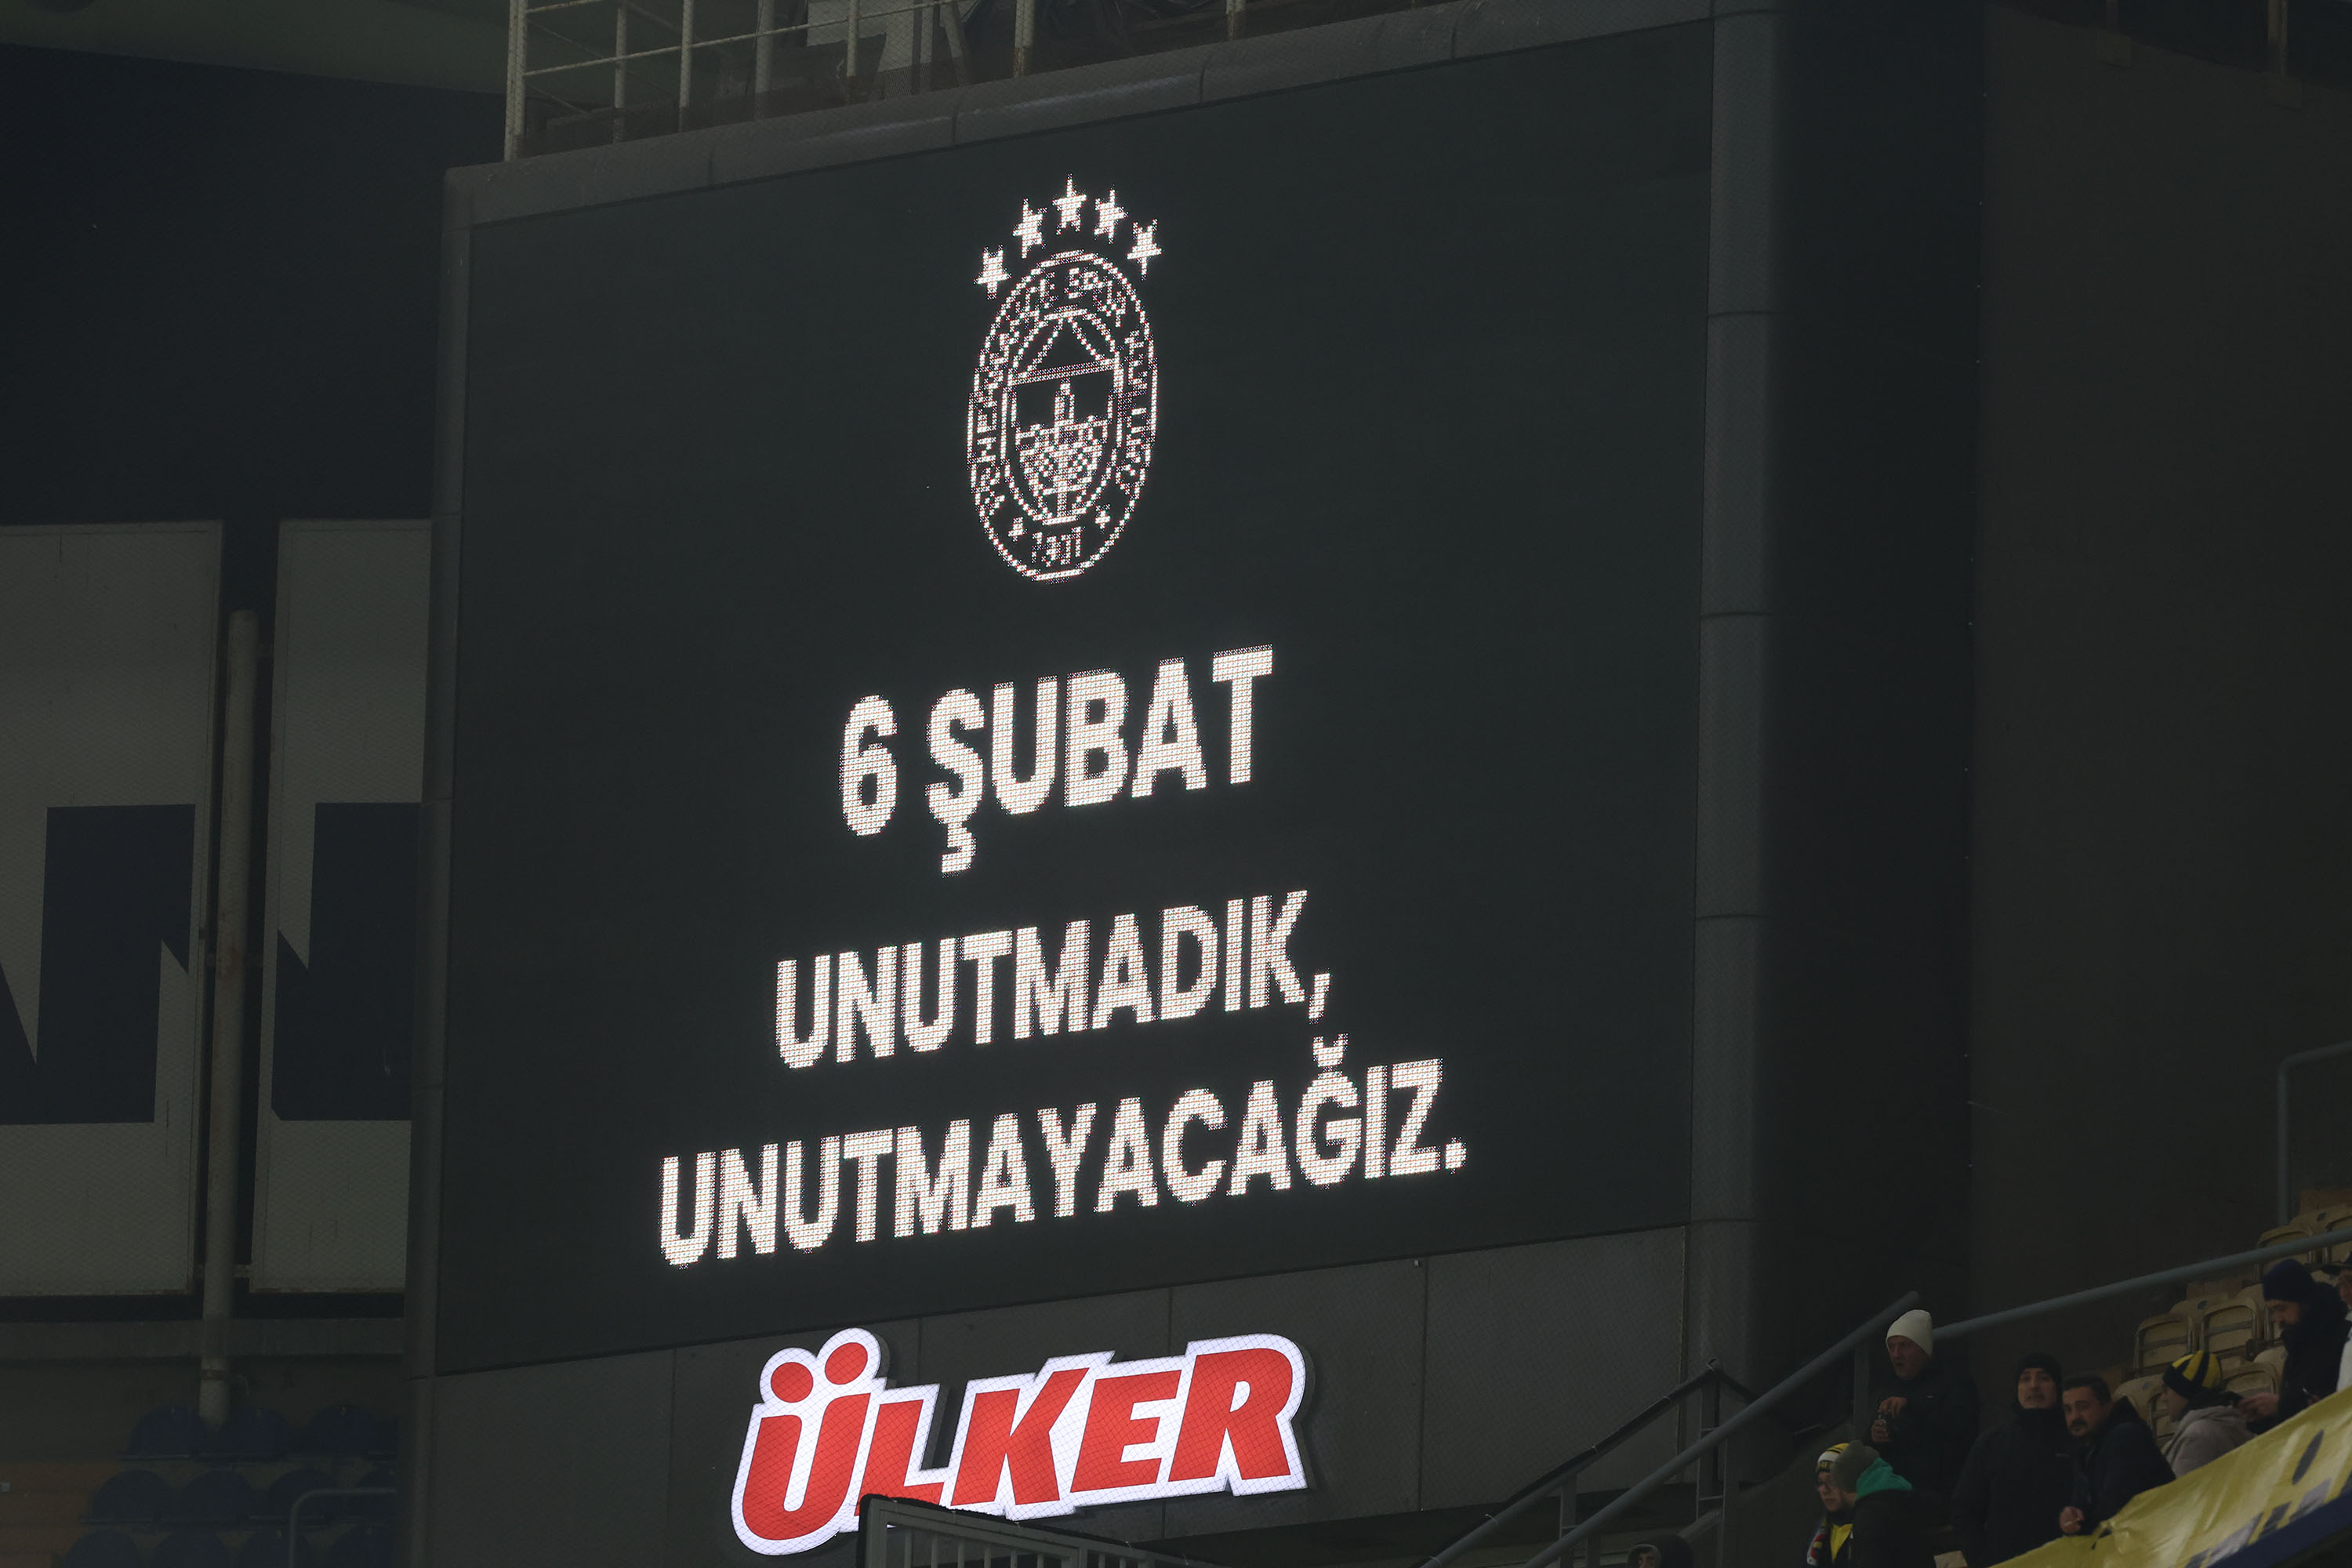 6 ŞUBAT
UNUTMADIK,
UNUTMAYACAĞIZ.
ÜLKER